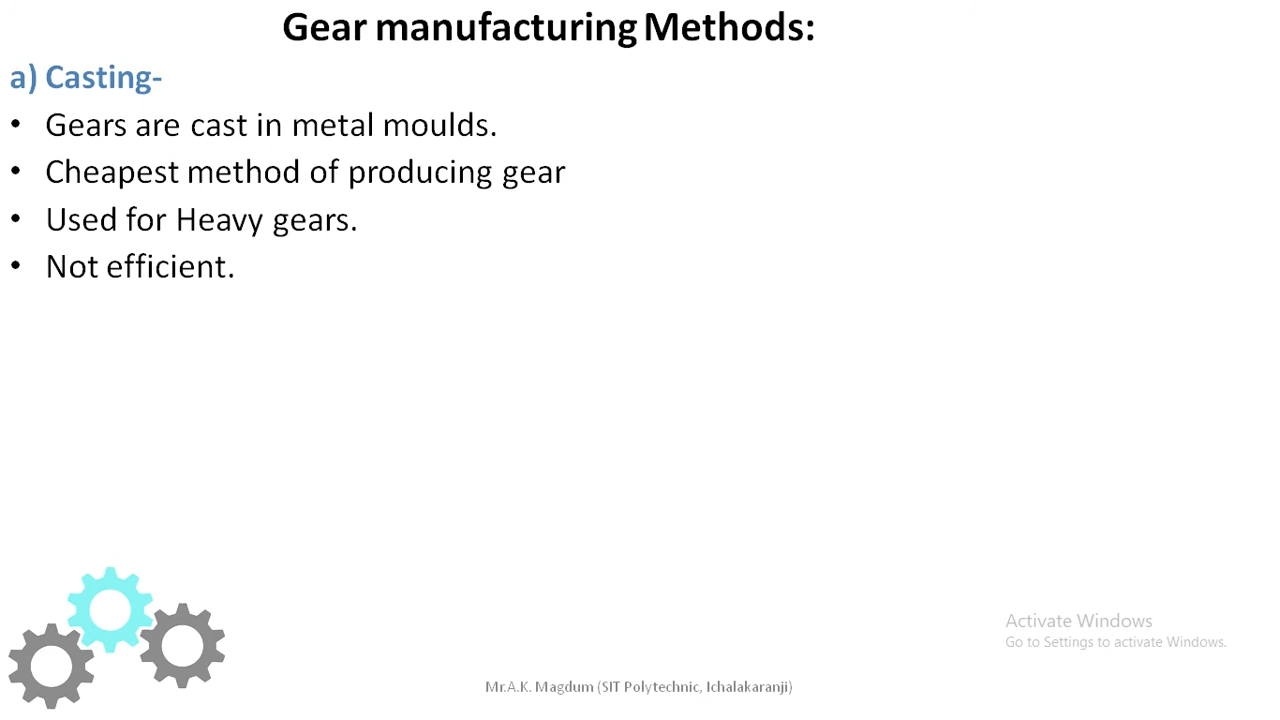 Gear manufacturing Methods:
a) Casting-
• Gears are cast in metal moulds.
• Cheapest method of producing gear
• Used for Heavy gears.
• Not efficient.
Activate Windows
Go to Settings to activate Windows.
Mr.A.K. Magdum (SIT Polytechnic, Ichalakaranji)